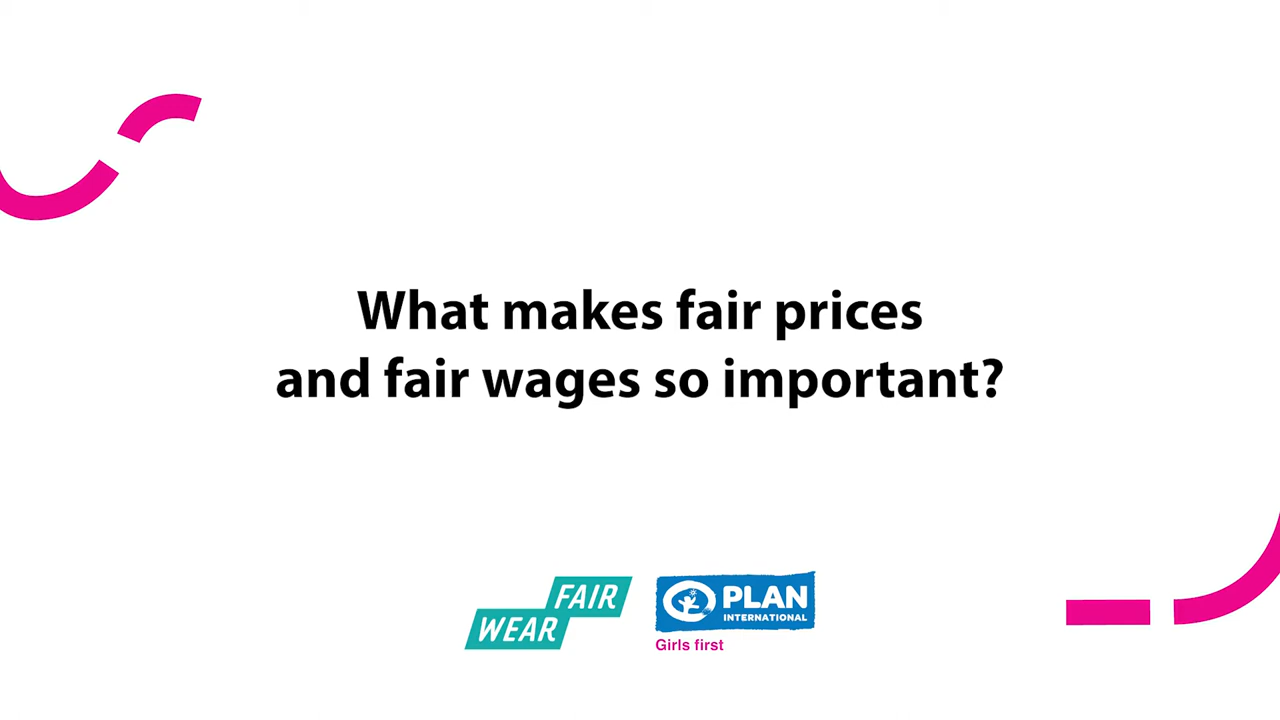 What makes fair prices
and fair wages so important?
FAIR
WEAR
PLAN
INTERNATIONAL
Girls first